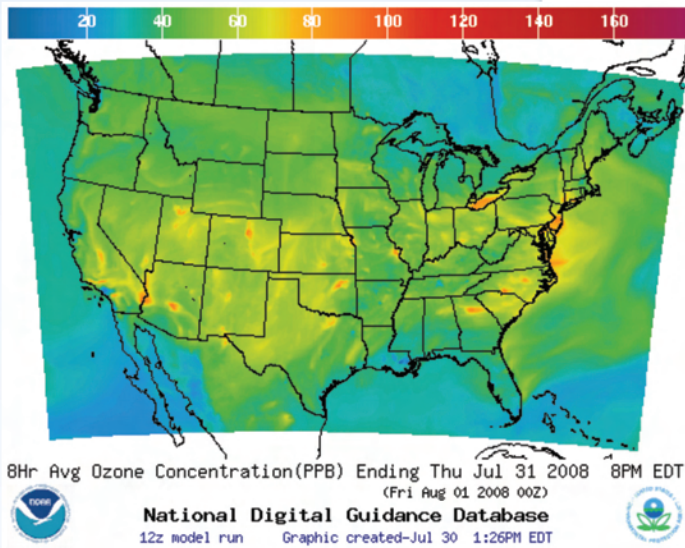 20 40 60 80 100 120 140 160
8Hr Avg Ozone Concentration(PPB) Ending Thu Jul 31 2008 8PM EDT
(Fri Aug 01 2008 00Z)
National Digital Guidance Database
12z model run Graphic created-Jul 30 1:26PM EDT
NOAA